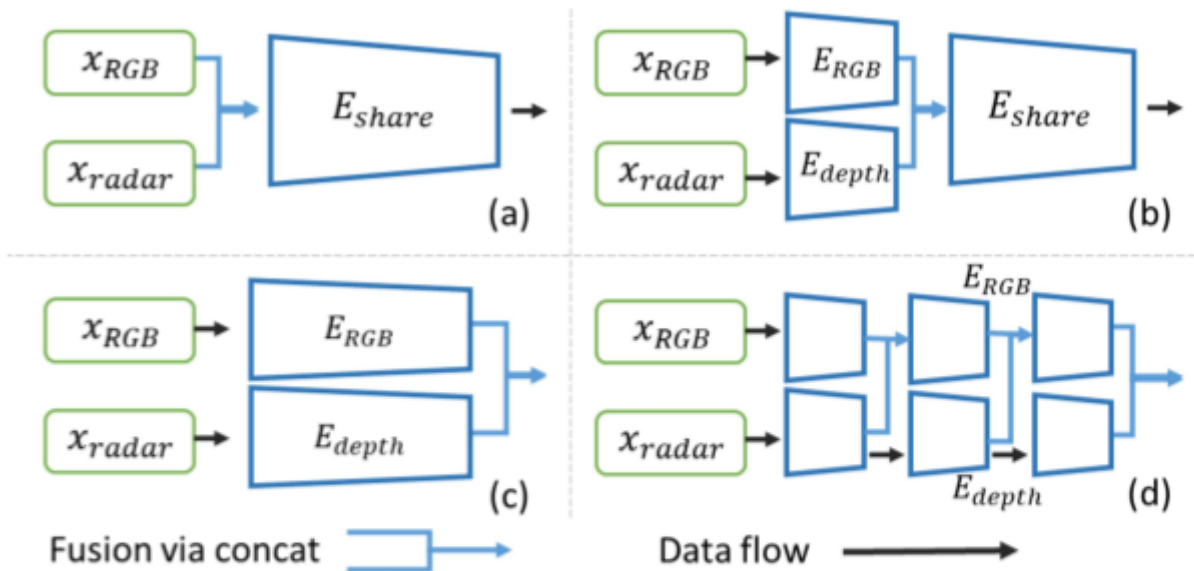 x_RGB
x_radar
E_share
(a)
x_RGB
x_radar
E_RGB
E_depth
E_share
(b)
x_RGB
x_radar
E_RGB
E_depth
(c)
x_RGB
x_radar
E_RGB
E_depth
(d)
Fusion via concat
Data flow